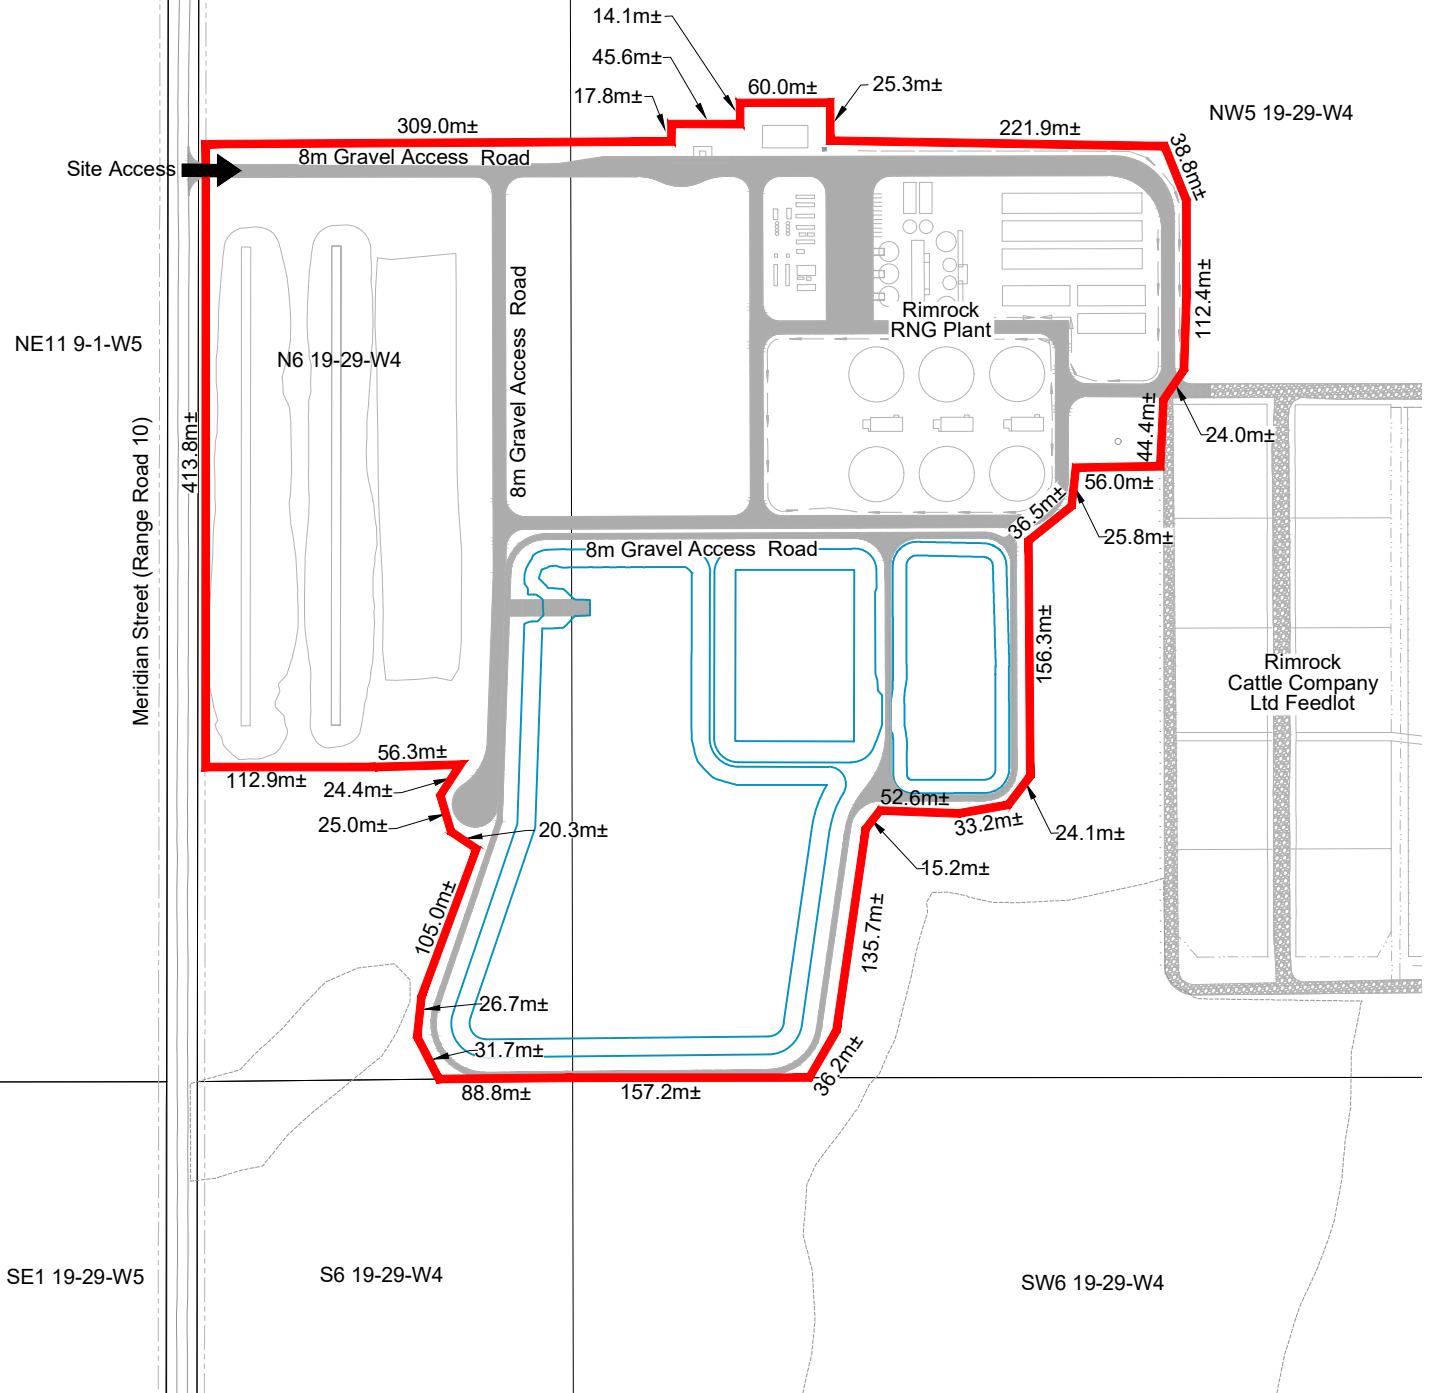 14.1m±
45.6m±
17.8m±
60.0m±
25.3m±
309.0m±
221.9m±
NW5 19-29-W4
38.8m±
8m Gravel Access Road
Site Access
112.4m±
8m Gravel Access Road
Rimrock
RNG Plant
NE11 9-1-W5
N6 19-29-W4
413.8m±
Meridian Street (Range Road 10)
44.4m±
24.0m±
56.0m±
36.5m±
25.8m±
8m Gravel Access Road
156.3m±
Rimrock
Cattle Company
Ltd Feedlot
56.3m±
112.9m±
24.4m±
25.0m±
20.3m±
52.6m±
33.2m±
24.1m±
15.2m±
105.0m±
135.7m±
26.7m±
31.7m±
36.2m±
88.8m±
157.2m±
SE1 19-29-W5
S6 19-29-W4
SW6 19-29-W4